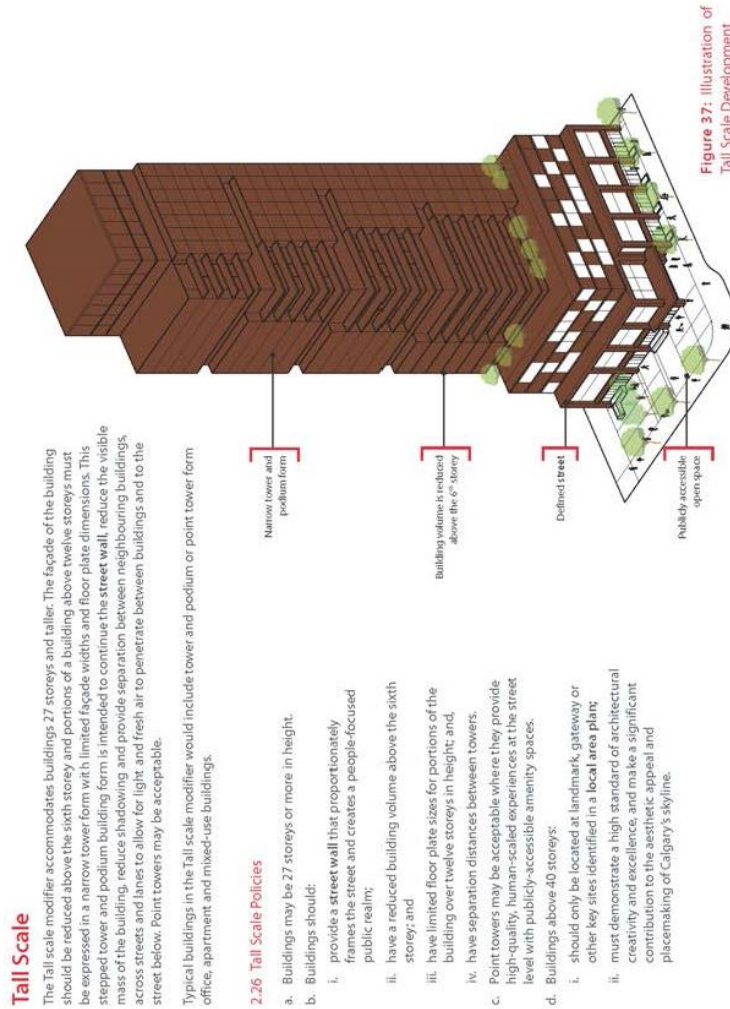 Tall Scale
The Tall scale modifier accommodates buildings 27 storeys and taller. The façade of the building
should be reduced above the sixth storey and portions of a building above twelve storeys must
be expressed in a narrow tower form with limited façade widths and floor plate dimensions. This
stepped tower and podium building form is intended to continue the street wall, reduce the visible
mass of the building, reduce shadowing and provide separation between neighbouring buildings,
across streets and lanes to allow for light and fresh air to penetrate between buildings and to the
street below. Point towers may be acceptable.
Typical buildings in the Tall scale modifier would include tower and podium or point tower form
office, apartment and mixed-use buildings.
2.26 Tall Scale Policies
a. Buildings may be 27 storeys or more in height.
b. Buildings should:
i. provide a street wall that proportionately
frames the street and creates a people-focused
public realm;
ii. have a reduced building volume above the sixth
storey; and
iii. have limited floor plate sizes for portions of the
building over twelve storeys in height; and,
iv. have separation distances between towers.
c. Point towers may be acceptable where they provide
high-quality, human-scaled experiences at the street
level with publicly-accessible amenity spaces.
d. Buildings above 40 storeys:
i. should only be located at landmark, gateway or
other key sites identified in a local area plan;
ii. must demonstrate a high standard of architectural
creativity and excellence, and make a significant
contribution to the aesthetic appeal and
placemaking of Calgary's skyline.
Narrow tower and
podium form
Building volume is reduced
above the 6th storey
Defined street
Publicly accessible
open space
Figure 37: Illustration of
Tall Scale Development